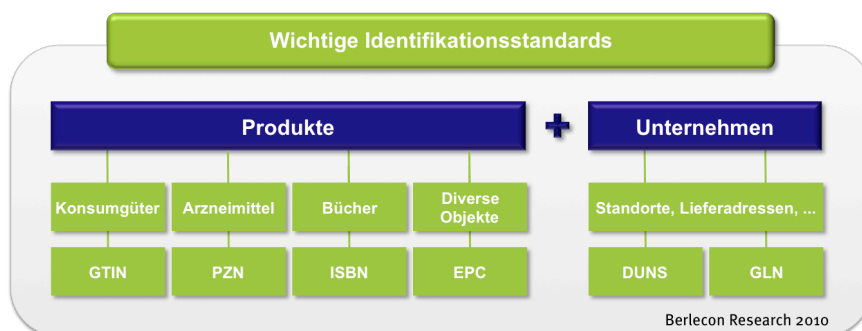 Wichtige Identifikationsstandards
Produkte
+
Unternehmen
Konsumgüter
Arzneimittel
Bücher
Diverse
Objekte
Standorte, Lieferadressen, ...
GTIN
PZN
ISBN
EPC
DUNS
GLN
Berlecon Research 2010